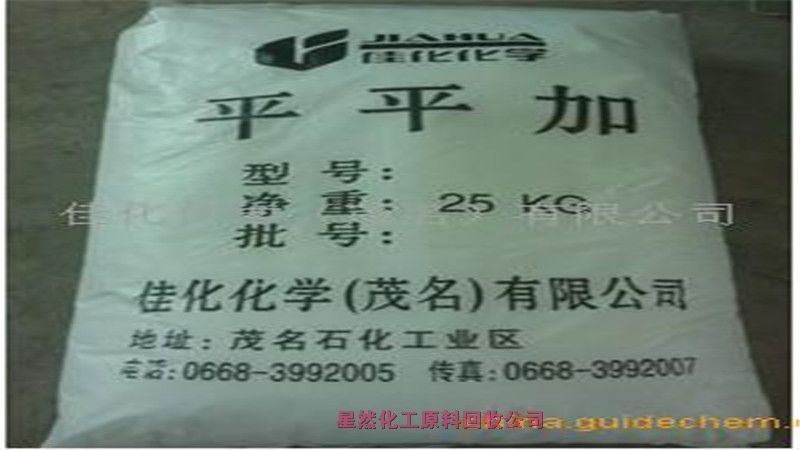 JIAHUA
佳化化学
平平加
型号:
净重: 25 KG
批号:
佳化化学(茂名)有限公司
地址: 茂名石化工业区
电话:0668-3992005 传真:0668-3992007
星然化工原料回收公司
china.guidechem.